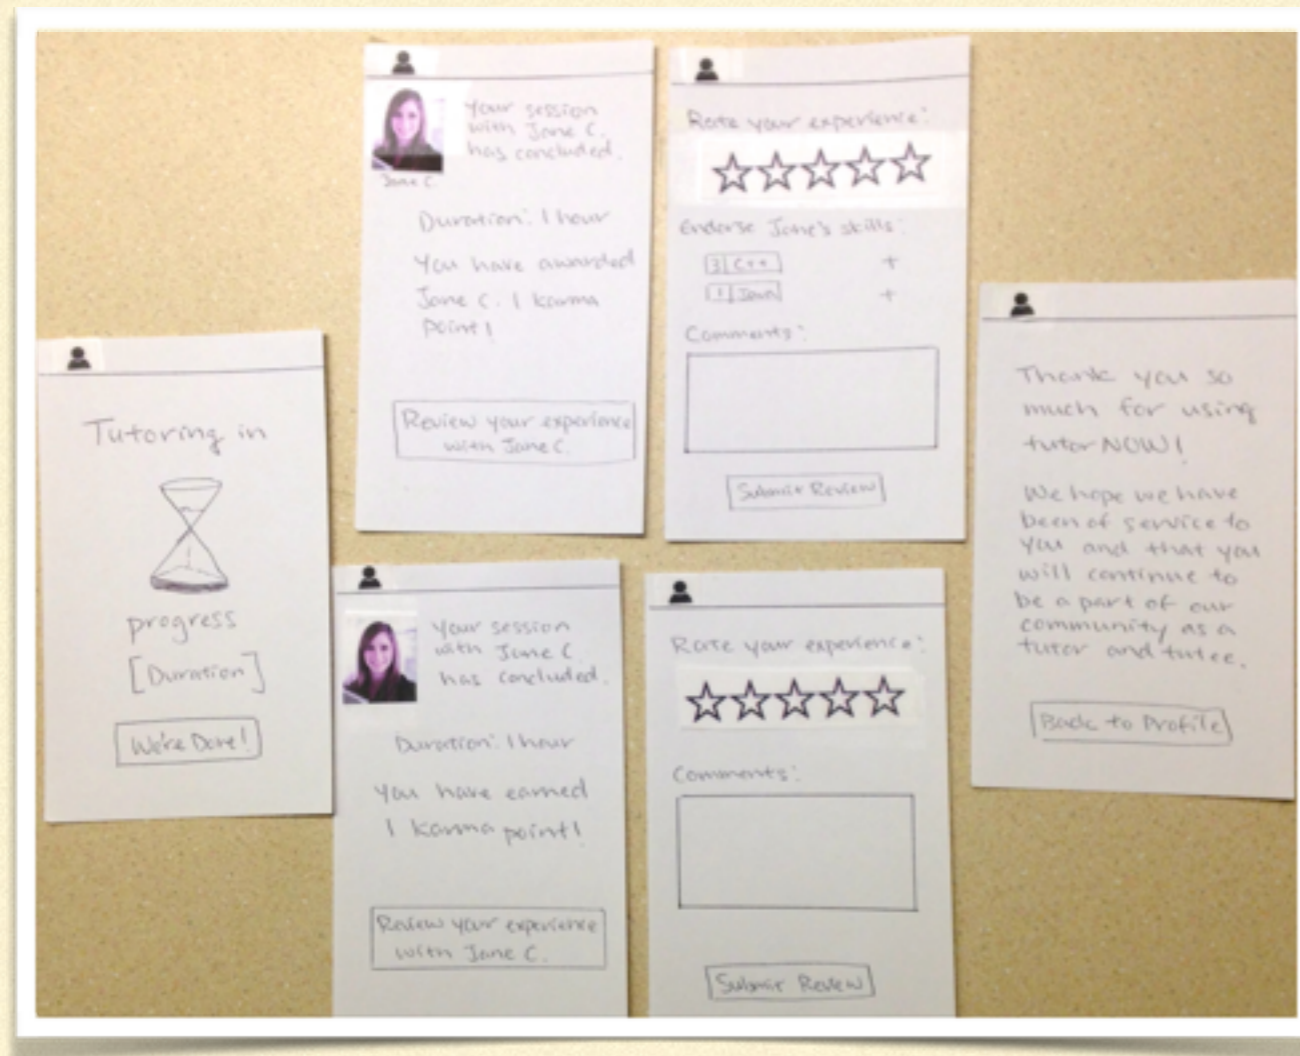 Tutoring in
progress
[Duration]
We're Done!
Your session
with Jane C.
has concluded.
Jane C.
Duration: 1 hour
You have awarded
Jane C. 1 karma
point!
Review your experience
with Jane C.
Rate your experience:
Endorse Jane's skills:
3 C++ +
1 Java +
Comments:
Submit Review
Your session
with Jane C.
has concluded.
Duration: 1 hour
You have earned
1 karma point!
Review your experience
with Jane C.
Rate your experience:
Comments:
Submit Review
Thank you so
much for using
tutorNOW!
We hope we have
been of service to
you and that you
will continue to
be a part of our
community as a
tutor and tutee.
Back to Profile